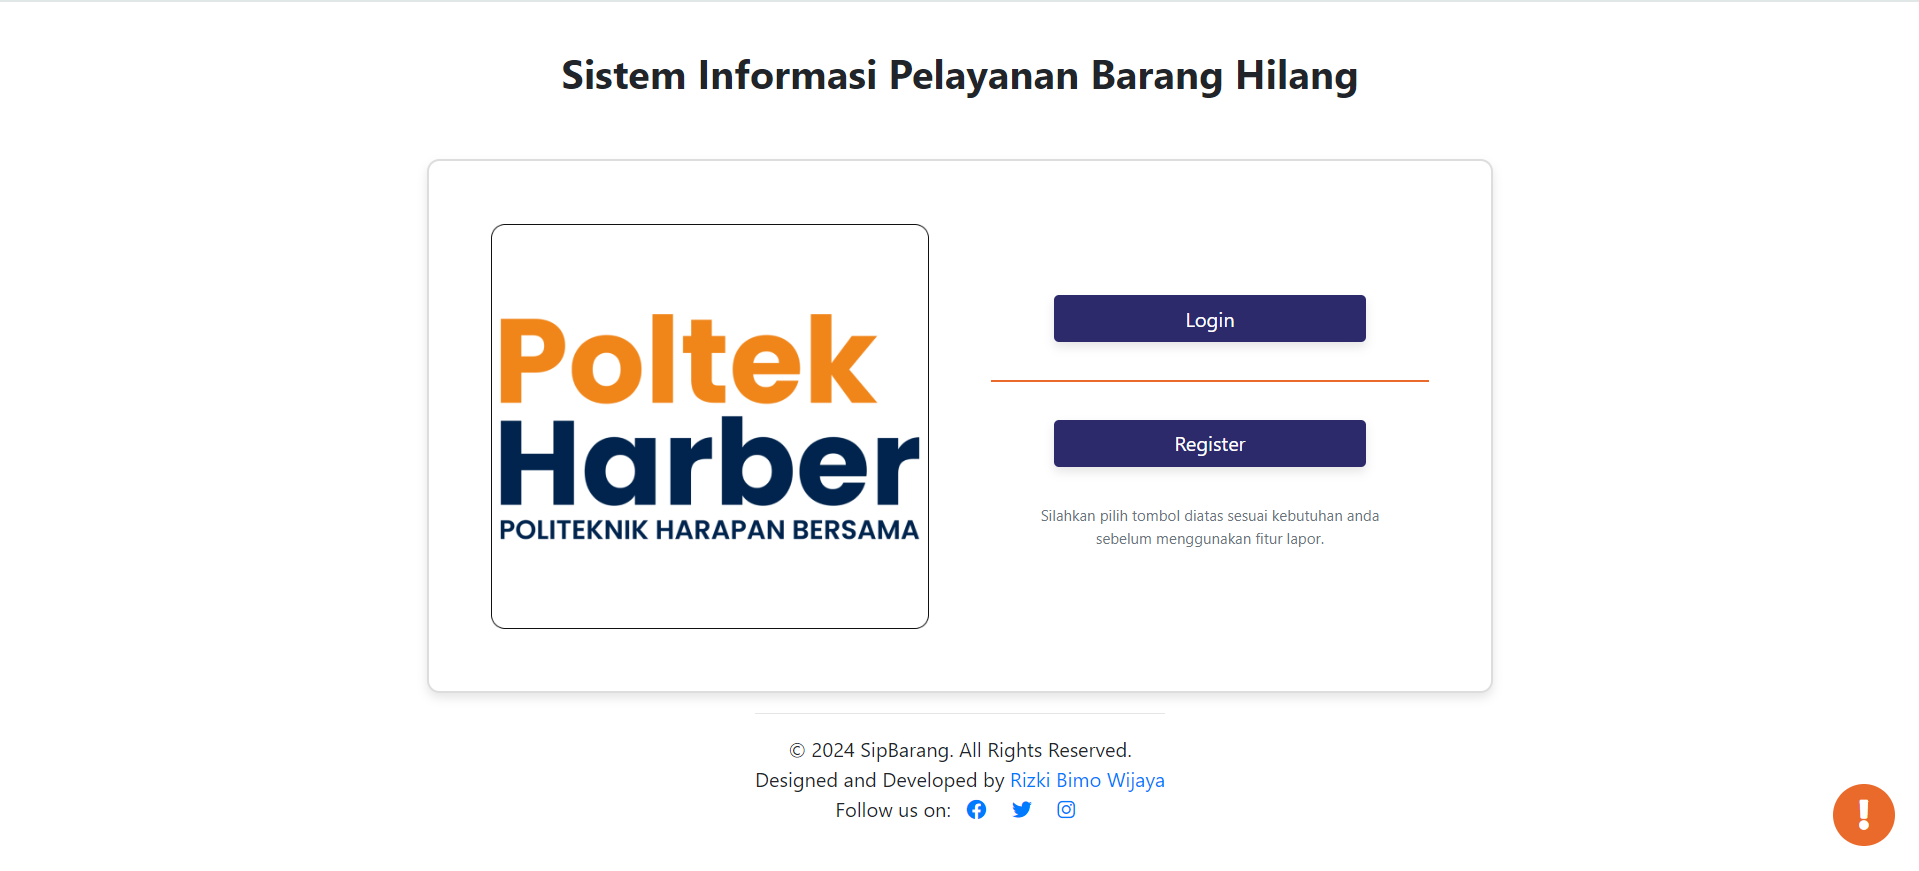 Sistem Informasi Pelayanan Barang Hilang
Poltek
Harber
POLITEKNIK HARAPAN BERSAMA
Login
Register
Silahkan pilih tombol diatas sesuai kebutuhan anda
sebelum menggunakan fitur lapor.
© 2024 SipBarang. All Rights Reserved.
Designed and Developed by Rizki Bimo Wijaya
Follow us on: